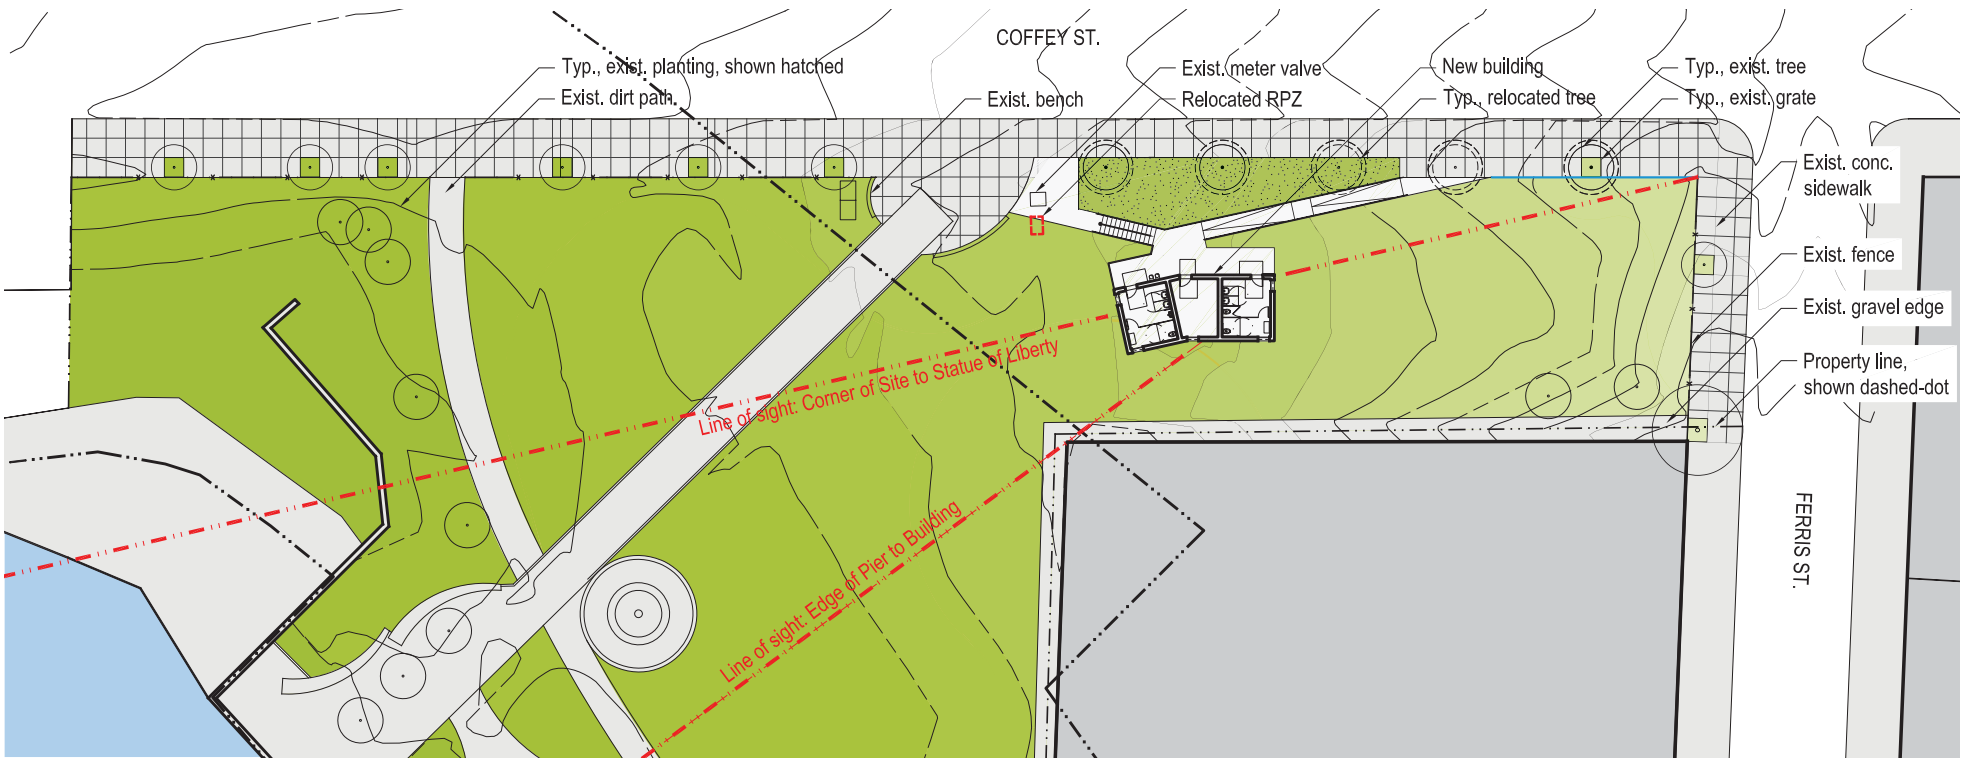 COFFEY ST.
Typ., exist. planting, shown hatched
Exist. dirt path
Exist. bench
Exist. meter valve
Relocated RPZ
New building
Typ., relocated tree
Typ., exist. tree
Typ., exist. grate
Exist. conc.
sidewalk
Exist. fence
Exist. gravel edge
Property line,
shown dashed-dot
Line of sight: Corner of Site to Statue of Liberty
Line of sight: Edge of Pier to Building
FERRIS ST.